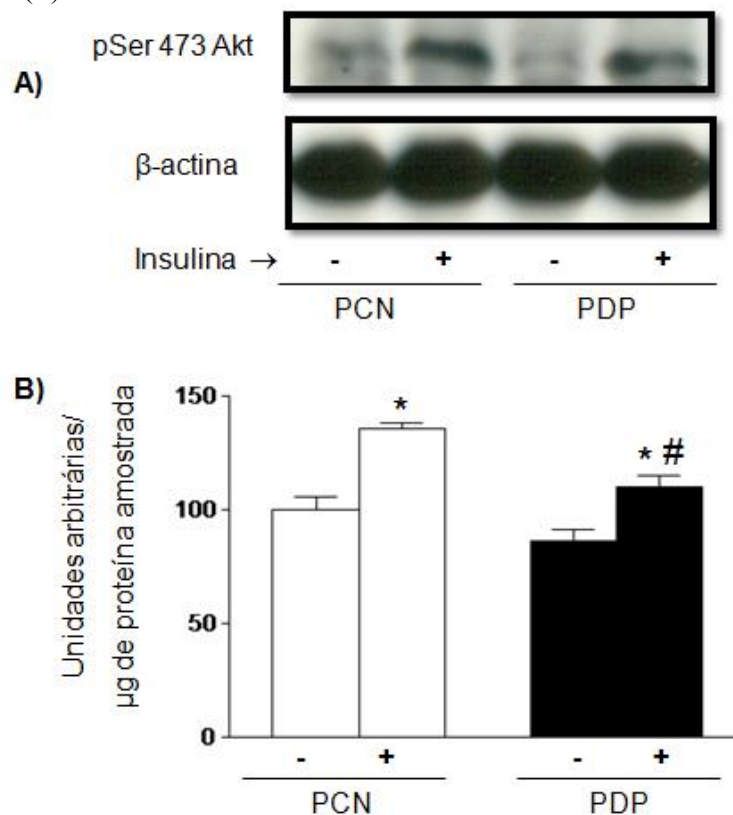 pSer 473 Akt
A)
β-actina
Insulina → - + - +
PCN PDP
B)
Unidades arbitrárias/
µg de proteína amostrada
150
100
50
0
*
* #
- + - +
PCN PDP